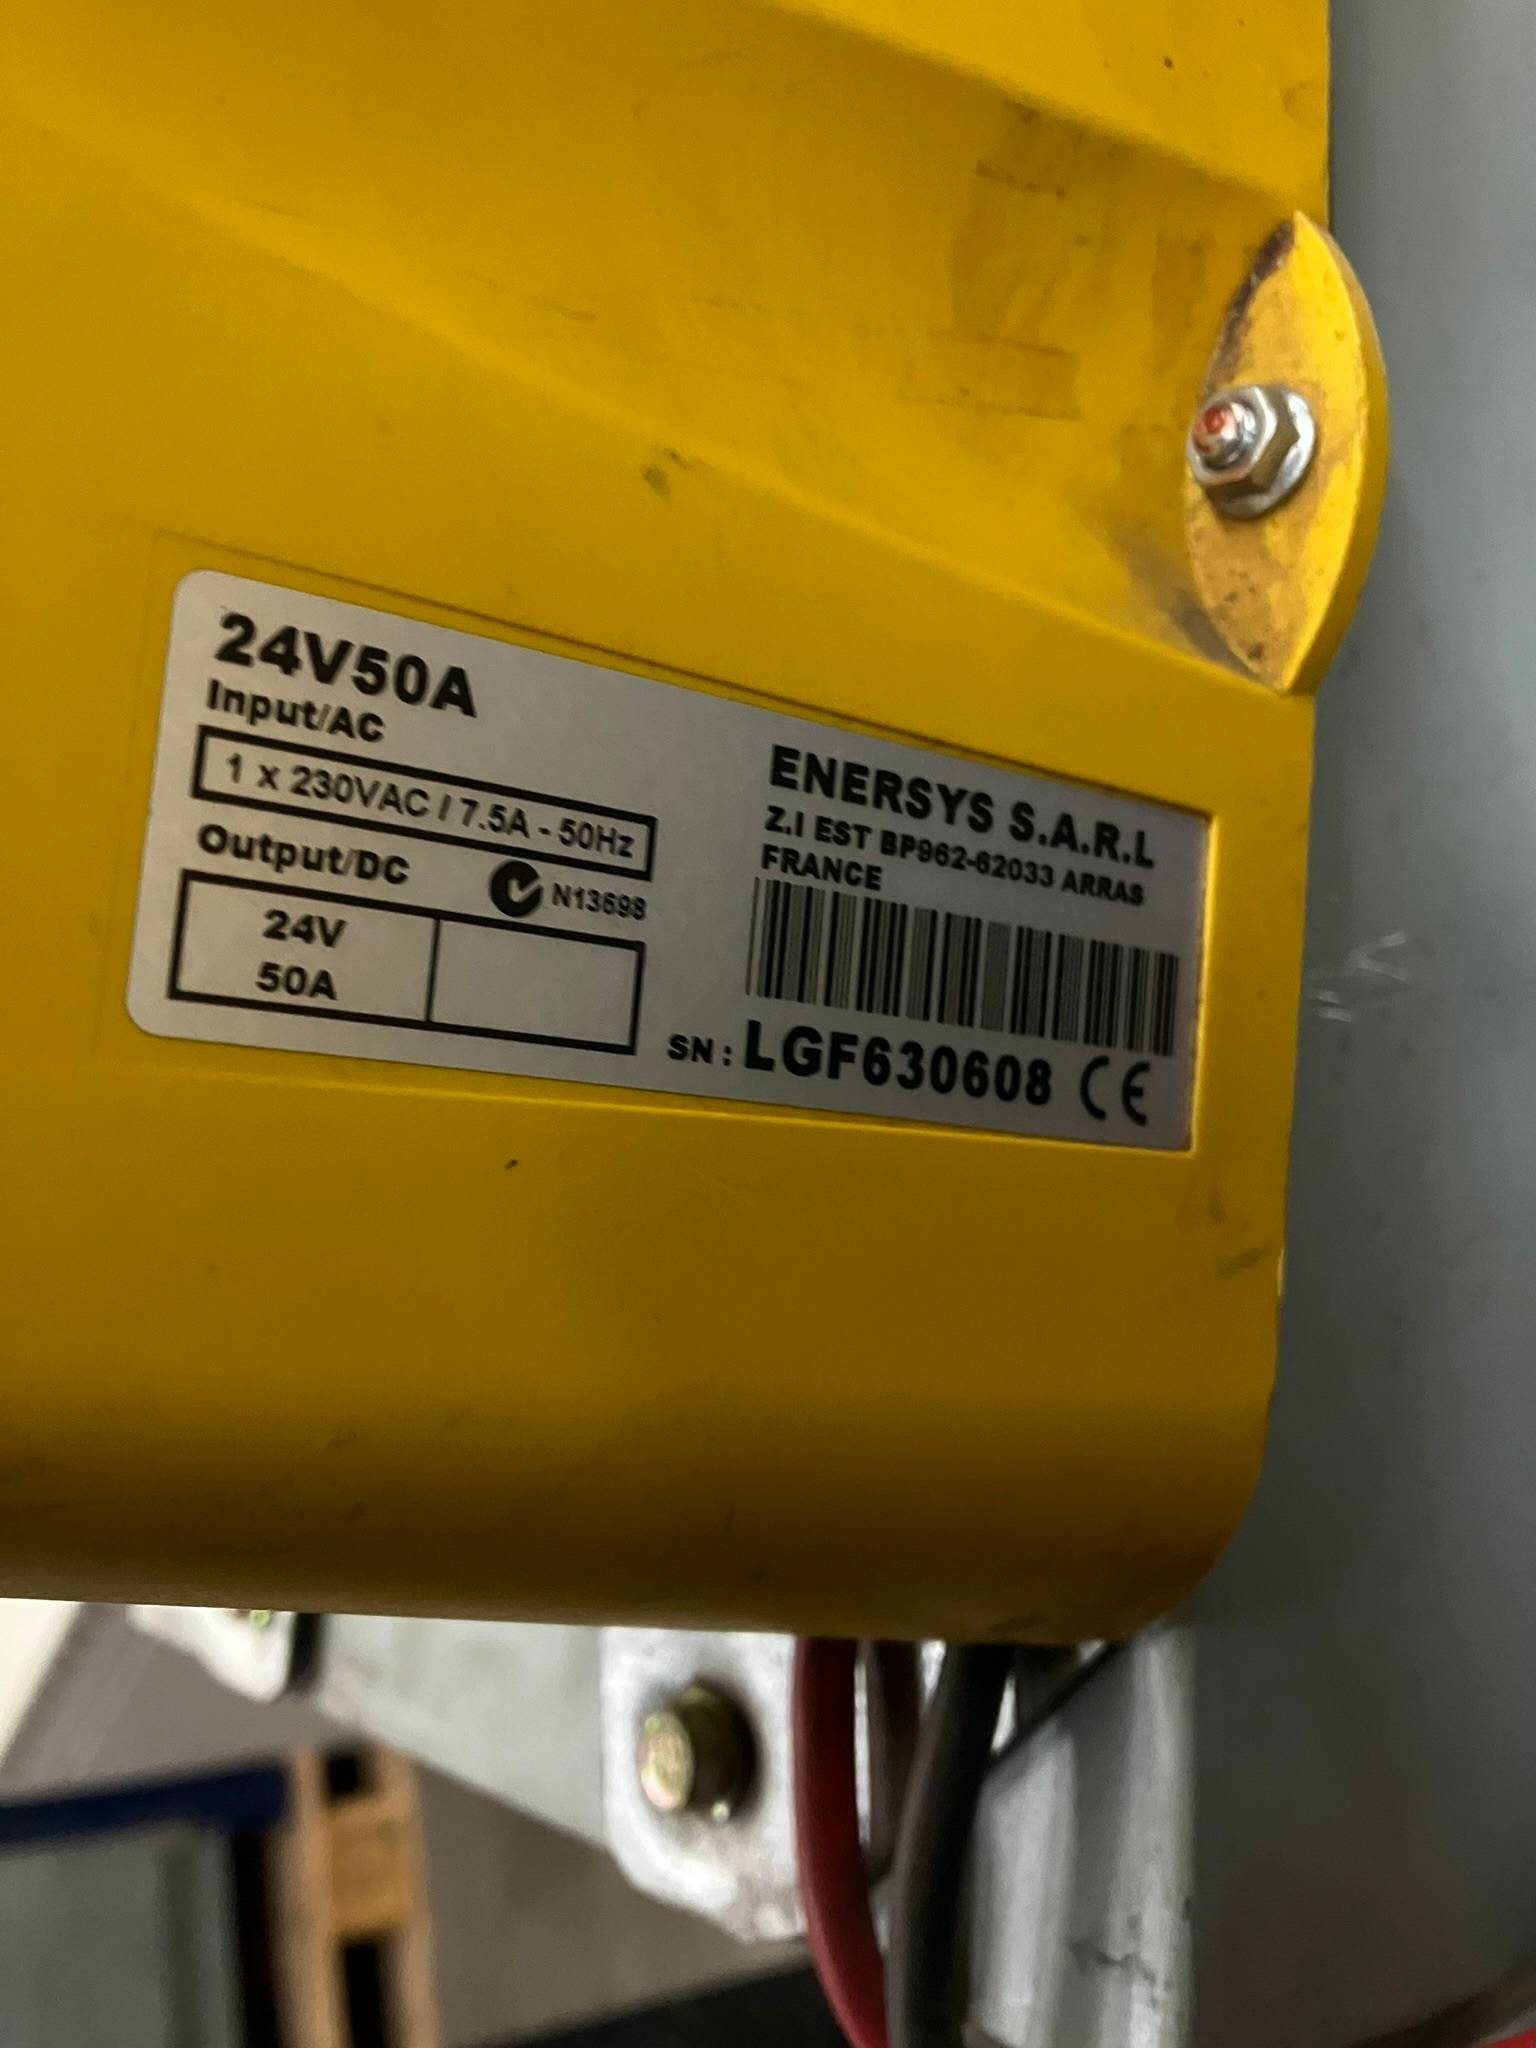 24V50A
Input/AC
1 x 230VAC / 7.5A - 50Hz
Output/DC
N13698
24V
50A
ENERSYS S.A.R.L
Z.I EST BP962-62033 ARRAS
FRANCE
SN : LGF630608 CE